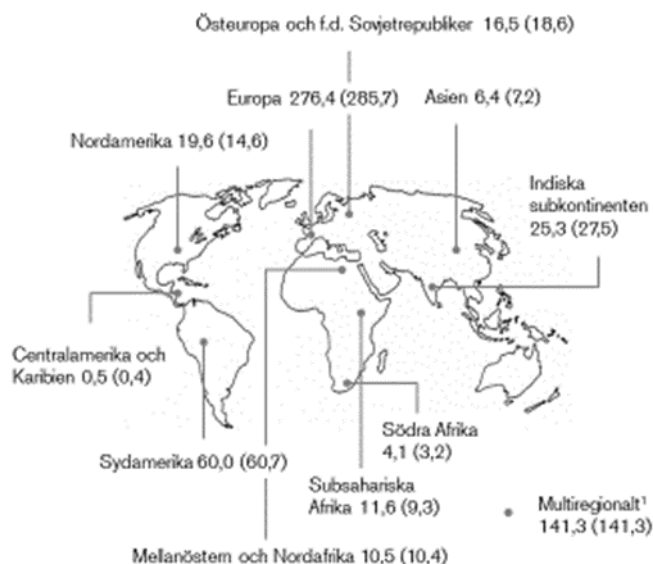 Östeuropa och f.d. Sovjetrepubliker 16,5 (18,6)
Europa 276,4 (285,7)
Asien 6,4 (7,2)
Nordamerika 19,6 (14,6)
Indiska
subkontinenten
25,3 (27,5)
Centralamerika och
Karibien 0,5 (0,4)
Södra Afrika
4,1 (3,2)
Sydamerika 60,0 (60,7)
Subsahariska
Afrika 11,6 (9,3)
Multiregionalt¹
141,3 (141,3)
Mellanöstern och Nordafrika 10,5 (10,4)